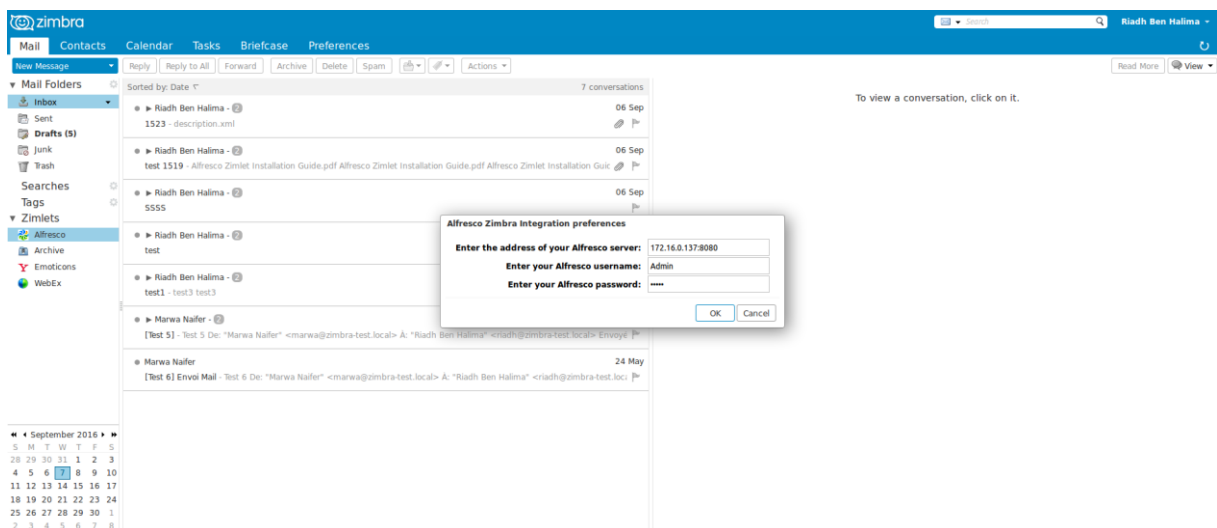 zimbra
Search
Riadh Ben Halima
Mail Contacts Calendar Tasks Briefcase Preferences
New Message Reply Reply to All Forward Archive Delete Spam Actions Read More View
Mail Folders
Inbox
Sent
Drafts (5)
Junk
Trash
Searches
Tags
Zimlets
Alfresco
Archive
Emoticons
WebEx
Sorted by: Date 7 conversations
Riadh Ben Halima - 2 06 Sep
1523 - description.xml
Riadh Ben Halima - 2 06 Sep
test 1519 - Alfresco Zimlet Installation Guide.pdf Alfresco Zimlet Installation Guide.pdf Alfresco Zimlet Installation Guic
Riadh Ben Halima - 2 06 Sep
SSSS
Riadh Ben Halima - 2
test
Riadh Ben Halima - 2
test1 - test3 test3
Marwa Naifer - 2
[Test 5] - Test 5 De: "Marwa Naifer" <marwa@zimbra-test.local> À: "Riadh Ben Halima" <riadh@zimbra-test.local> Envoyé
Marwa Naifer 24 May
[Test 6] Envoi Mail - Test 6 De: "Marwa Naifer" <marwa@zimbra-test.local> À: "Riadh Ben Halima" <riadh@zimbra-test.loc
To view a conversation, click on it.
Alfresco Zimbra Integration preferences
Enter the address of your Alfresco server: 172.16.0.137:8080
Enter your Alfresco username: Admin
Enter your Alfresco password: •••••
OK Cancel
September 2016
S M T W T F S
28 29 30 31 1 2 3
4 5 6 7 8 9 10
11 12 13 14 15 16 17
18 19 20 21 22 23 24
25 26 27 28 29 30 1
2 3 4 5 6 7 8